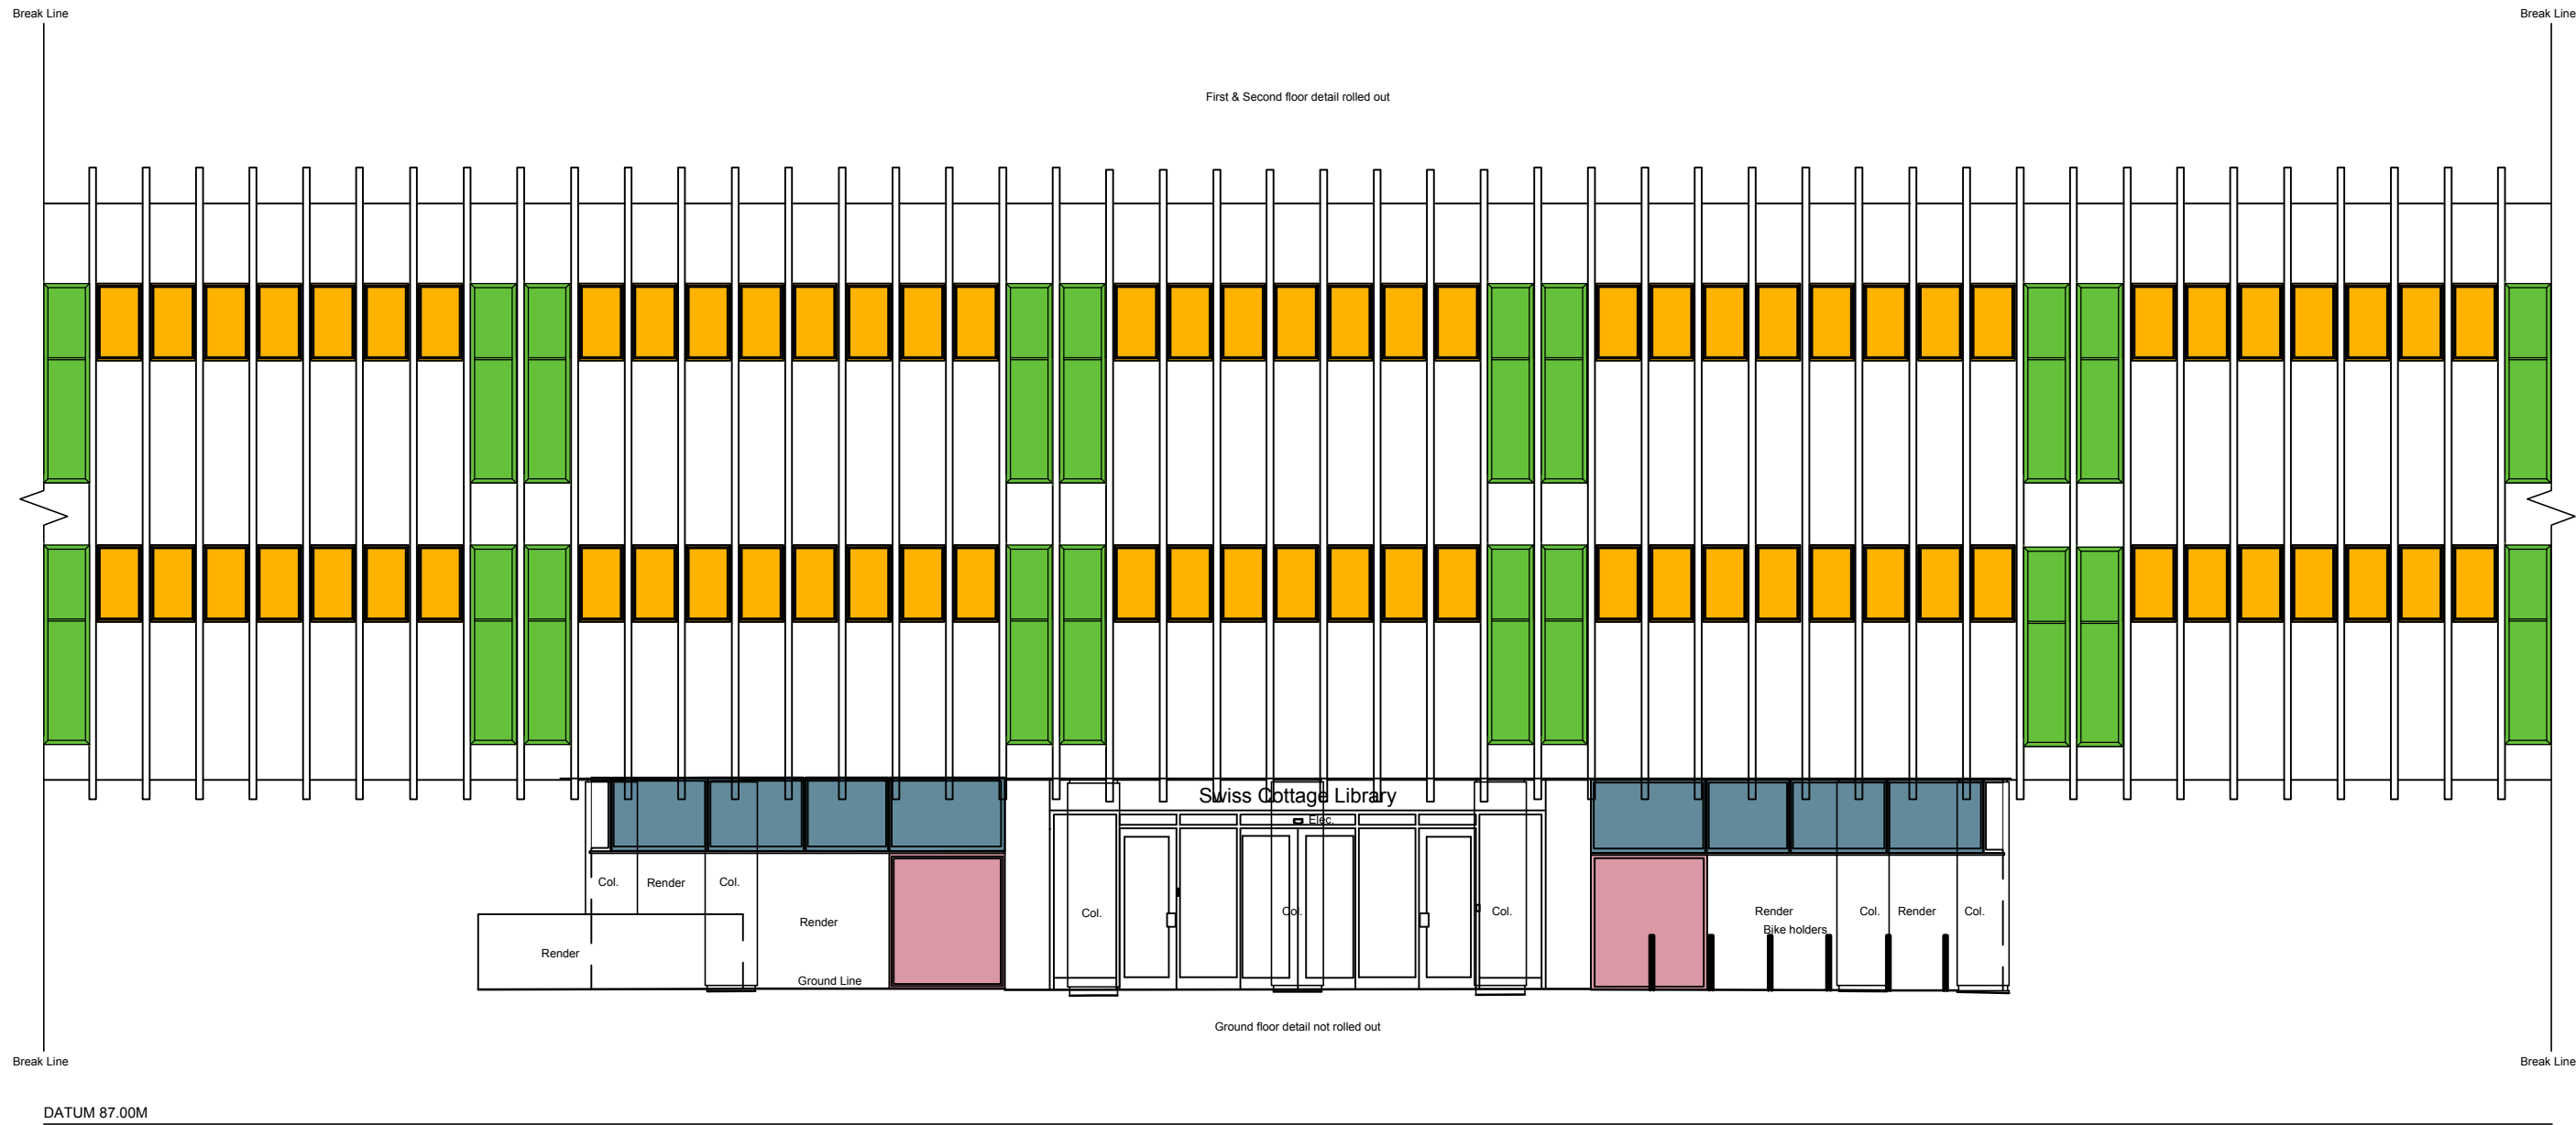 Break Line
Break Line
First & Second floor detail rolled out
Swiss Cottage Library
Elec.
Col.
Render
Col.
Render
Render
Ground Line
Col.
Col.
Col.
Render
Bike holders
Col.
Render
Col.
Ground floor detail not rolled out
Break Line
Break Line
DATUM 87.00M